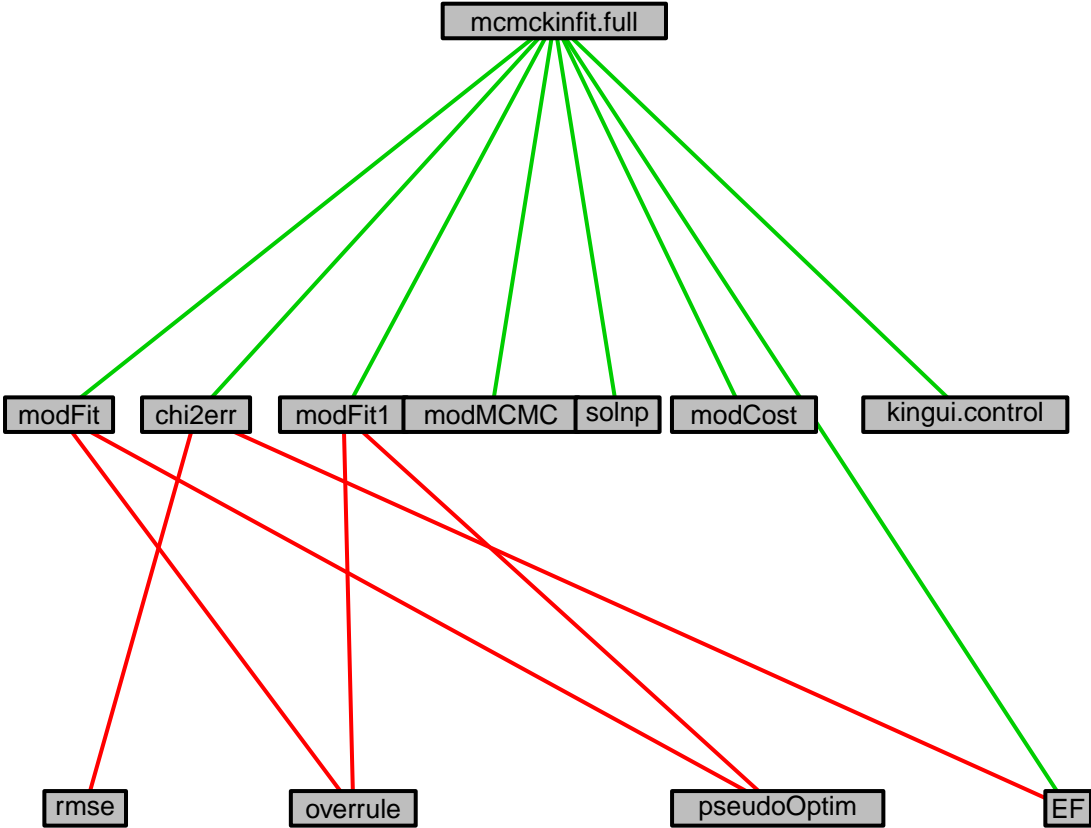 mcmckinfit.full
modFit
chi2err
modFit1
modMCMC
solnp
modCost
kingui.control
rmse
overrule
pseudoOptim
EF